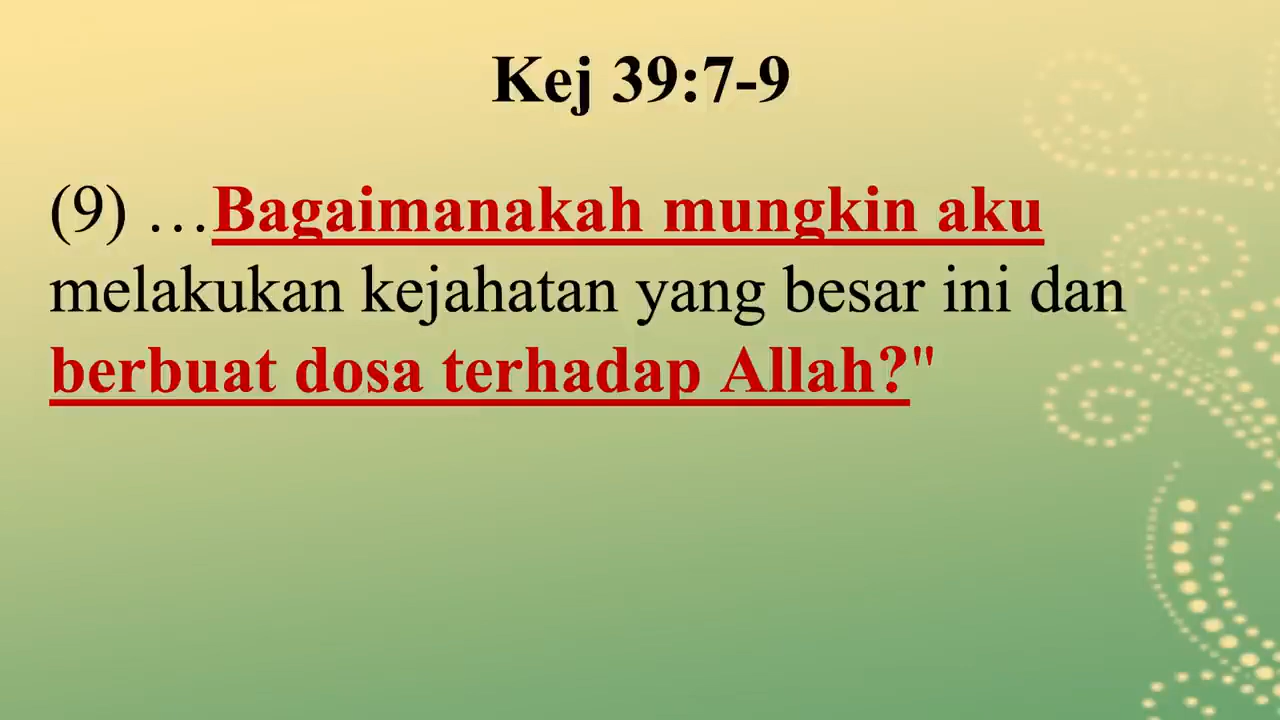 Kej 39:7-9
(9) …Bagaimanakah mungkin aku
melakukan kejahatan yang besar ini dan
berbuat dosa terhadap Allah?"